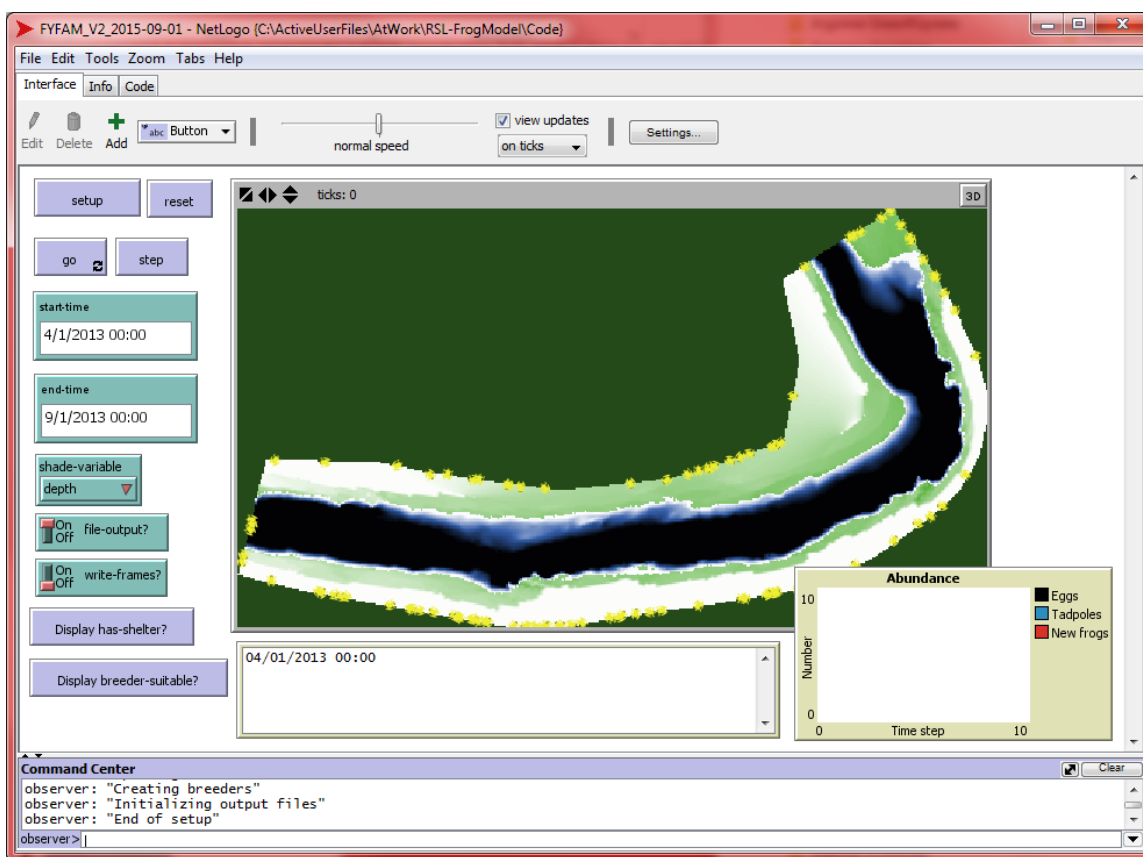 FYFAM_V2_2015-09-01 - NetLogo {C:\ActiveUserFiles\AtWork\RSL-FrogModel\Code}
File Edit Tools Zoom Tabs Help
Interface Info Code
Edit Delete Add
abc Button
normal speed
view updates
on ticks
Settings...
setup reset
go step
start-time
4/1/2013 00:00
end-time
9/1/2013 00:00
shade-variable
depth
On
Off
file-output?
On
Off
write-frames?
Display has-shelter?
Display breeder-suitable?
ticks: 0
3D
04/01/2013 00:00
Abundance
10
Number
0
0
Time step
10
Eggs
Tadpoles
New frogs
Command Center
Clear
observer: "Creating breeders"
observer: "Initializing output files"
observer: "End of setup"
observer>